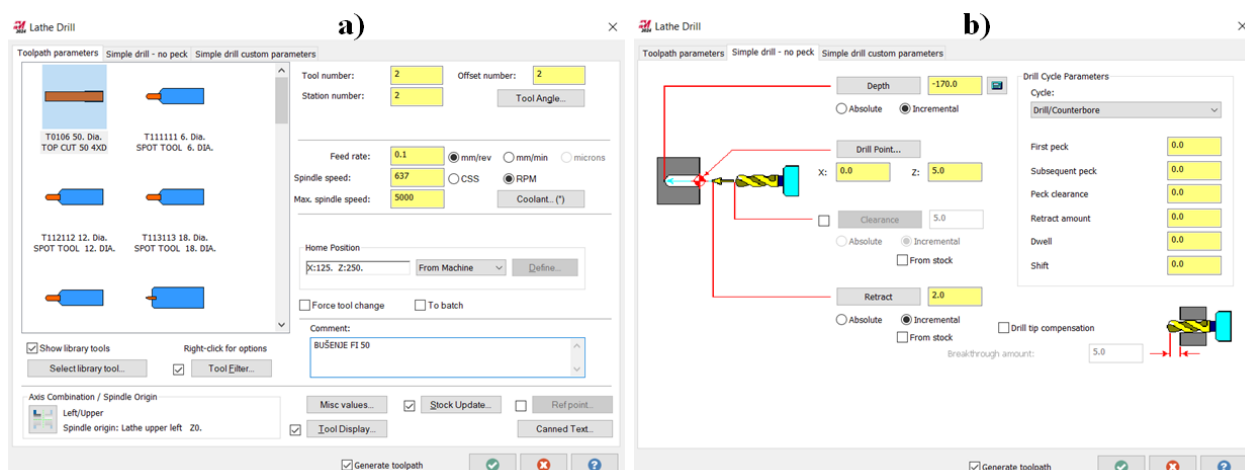 a)
Lathe Drill
Toolpath parameters
Simple drill - no peck
Simple drill custom parameters
T0106 50. Dia.
TOP CUT 50 4XD
T111111 6. Dia.
SPOT TOOL 6. DIA.
T112112 12. Dia.
SPOT TOOL 12. DIA.
T113113 18. Dia.
SPOT TOOL 18. DIA.
Show library tools
Right-click for options
Select library tool...
Tool Filter...
Axis Combination / Spindle Origin
Left/Upper
Spindle origin: Lathe upper left Z0.
Tool number: 2
Offset number: 2
Station number: 2
Tool Angle...
Feed rate: 0.1 mm/rev mm/min microns
Spindle speed: 637 CSS RPM
Max. spindle speed: 5000
Coolant... (*)
Home Position
X:125. Z:250.
From Machine
Define...
Force tool change
To batch
Comment:
BUŠENJE FI 50
Misc values...
Stock Update...
Ref point...
Tool Display...
Canned Text...
Generate toolpath
b)
Lathe Drill
Toolpath parameters
Simple drill - no peck
Simple drill custom parameters
Depth -170.0
Absolute Incremental
Drill Point...
X: 0.0 Z: 5.0
Clearance 5.0
Absolute Incremental
From stock
Retract 2.0
Absolute Incremental
From stock
Drill Cycle Parameters
Cycle:
Drill/Counterbore
First peck 0.0
Subsequent peck 0.0
Peck clearance 0.0
Retract amount 0.0
Dwell 0.0
Shift 0.0
Drill tip compensation
Breakthrough amount: 5.0
Generate toolpath